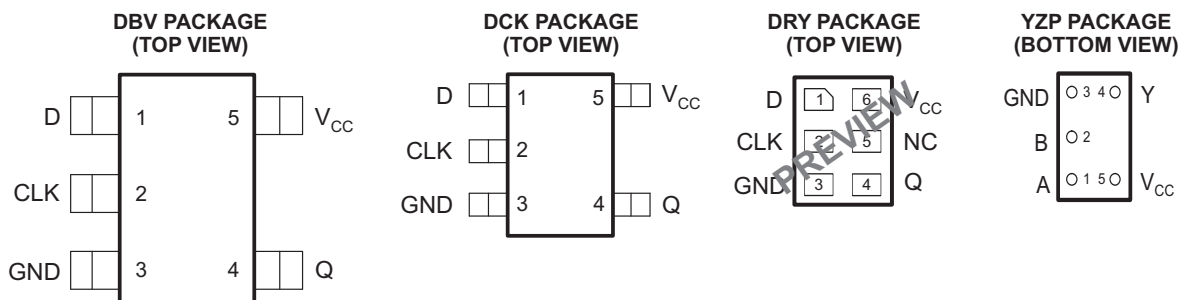 DBV PACKAGE
(TOP VIEW)
D 1 5 VCC
CLK 2
GND 3 4 Q
DCK PACKAGE
(TOP VIEW)
D 1 5 VCC
CLK 2
GND 3 4 Q
DRY PACKAGE
(TOP VIEW)
D 1 6 VCC
CLK 2 5 NC
GND 3 4 Q
PREVIEW
YZP PACKAGE
(BOTTOM VIEW)
GND 3 4 Y
B 2
A 1 5 VCC